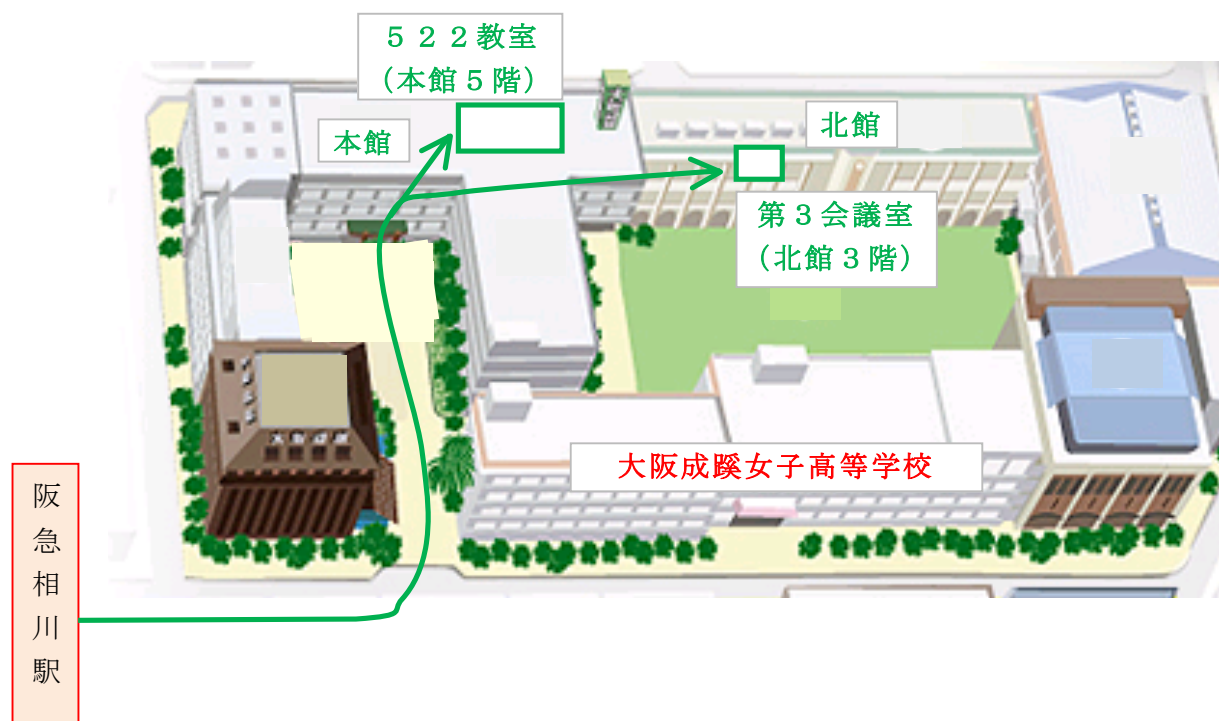 ５２２教室
（本館５階）
本館
北館
第３会議室
（北館３階）
大阪成蹊女子高等学校
阪急相川駅